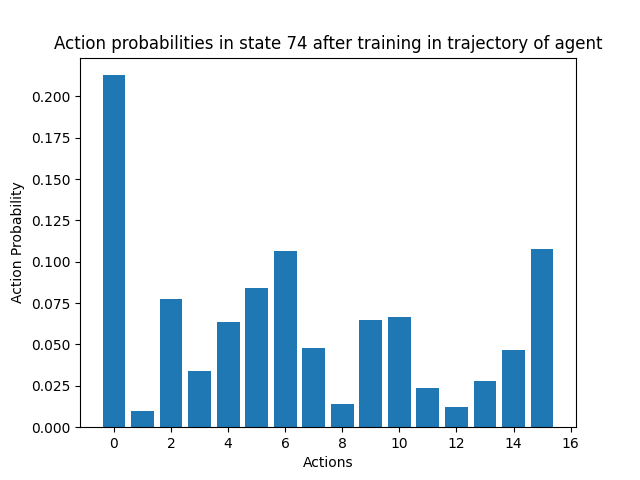 Action probabilities in state 74 after training in trajectory of agent
0.200
0.175
0.150
0.125
0.100
0.075
0.050
0.025
0.000
Action Probability
0 2 4 6 8 10 12 14 16
Actions